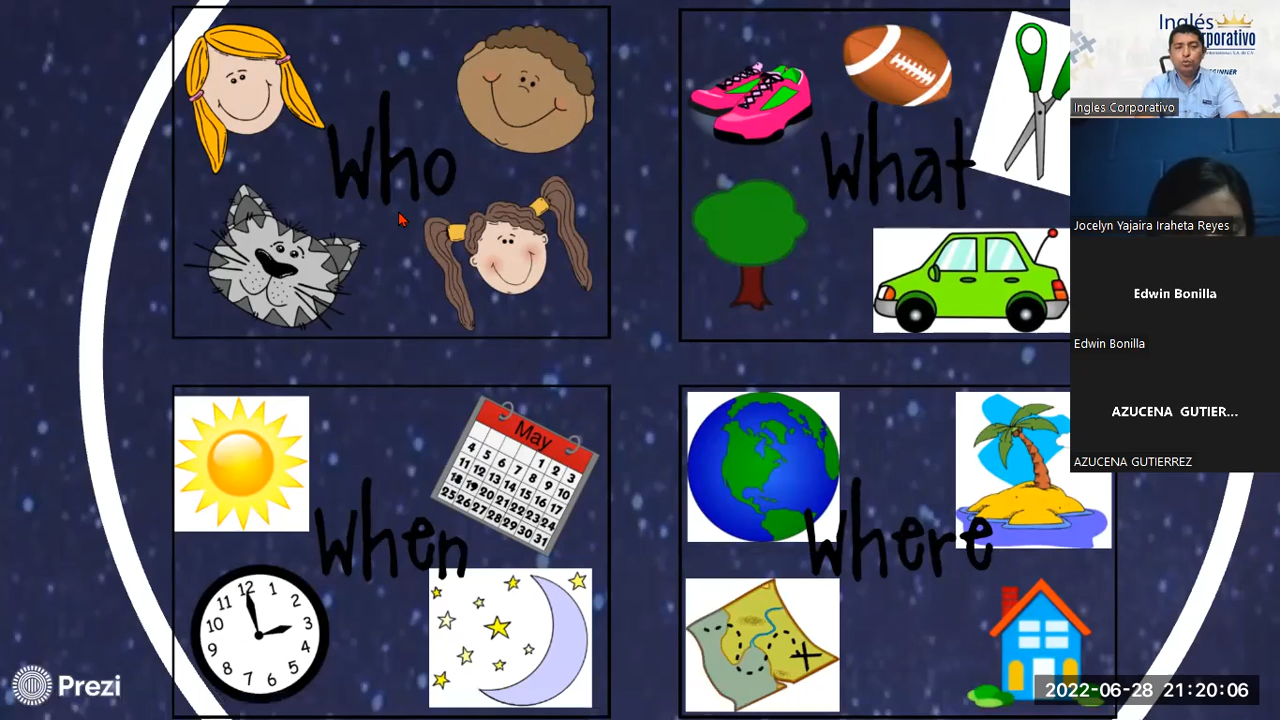 who
what
when
where
May
1 2 3
4 5 6 7 8 9 10
11 12 13 14 15 16 17
18 19 20 21 22 23 24
25 26 27 28 29 30 31
12
1
2
3
4
5
6
7
8
9
10
11
Prezi
Inglés
Corporativo
Ingles Corporativo
Jocelyn Yajaira Iraheta Reyes
Edwin Bonilla
Edwin Bonilla
AZUCENA GUTIER...
AZUCENA GUTIERREZ
2022-06-28 21:20:06